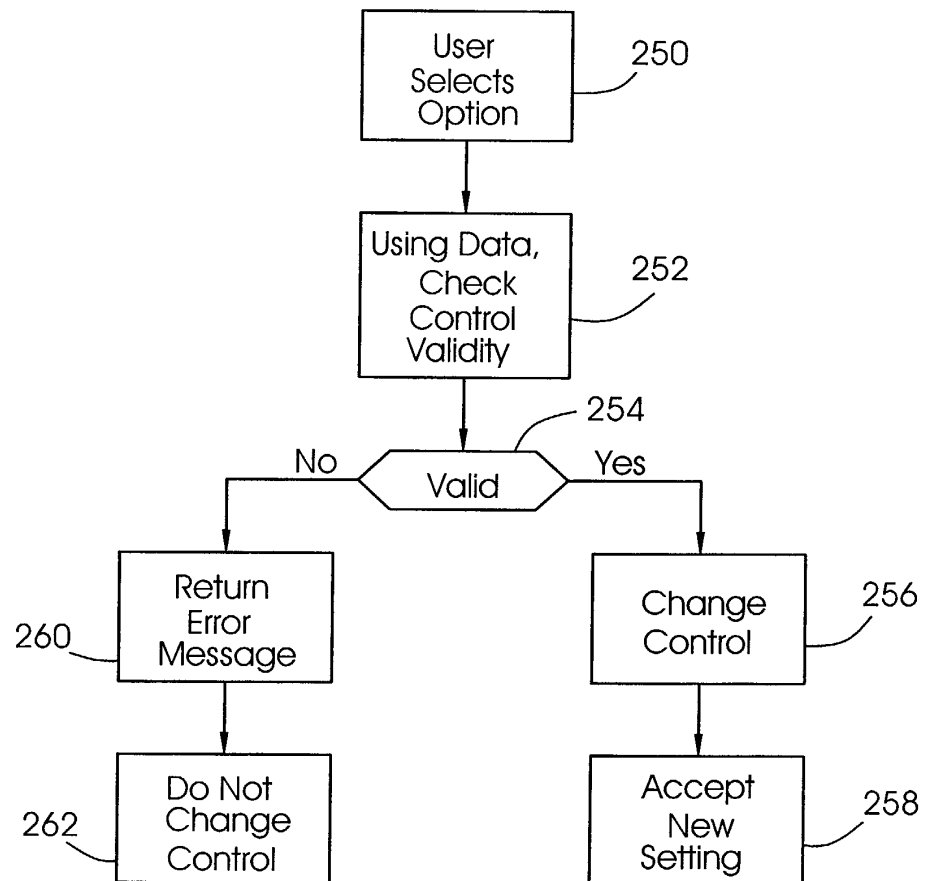 User
Selects
Option
250
Using Data,
Check
Control
Validity
252
254
No
Valid
Yes
Return
Error
Message
260
Change
Control
256
Do Not
Change
Control
262
Accept
New
Setting
258